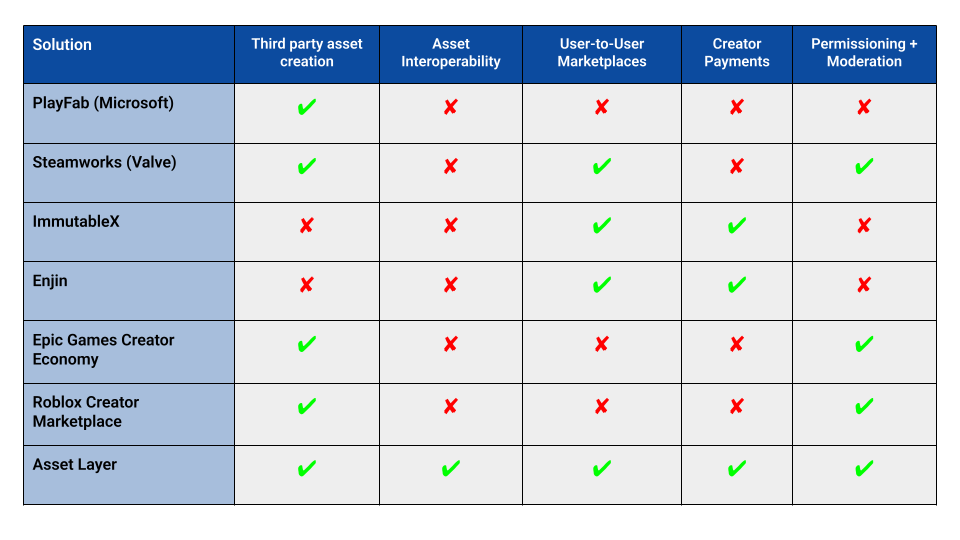 Solution
Third party asset
creation
Asset
Interoperability
User-to-User
Marketplaces
Creator
Payments
Permissioning +
Moderation
PlayFab (Microsoft)
✔ ✘ ✘ ✘ ✘
Steamworks (Valve)
✔ ✘ ✔ ✘ ✔
ImmutableX
✘ ✘ ✔ ✔ ✘
Enjin
✘ ✘ ✔ ✔ ✘
Epic Games Creator
Economy
✔ ✘ ✘ ✘ ✔
Roblox Creator
Marketplace
✔ ✘ ✘ ✘ ✔
Asset Layer
✔ ✔ ✔ ✔ ✔